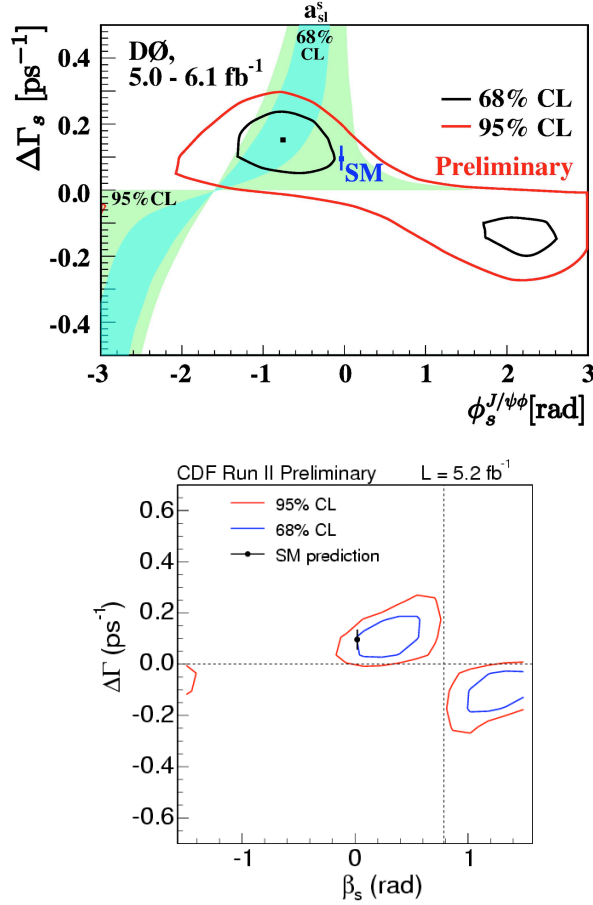 a^s_sl
DØ,
5.0 - 6.1 fb⁻¹
68%
CL
68% CL
95% CL
Preliminary
SM
95%CL
ΔΓ_s [ps⁻¹]
0.4
0.2
0.0
-0.2
-0.4
-3 -2 -1 0 1 2 3
ϕ_s^{J/ψϕ}[rad]
CDF Run II Preliminary L = 5.2 fb⁻¹
95% CL
68% CL
SM prediction
ΔΓ (ps⁻¹)
0.6
0.4
0.2
0.0
-0.2
-0.4
-0.6
-1 0 1
β_s (rad)